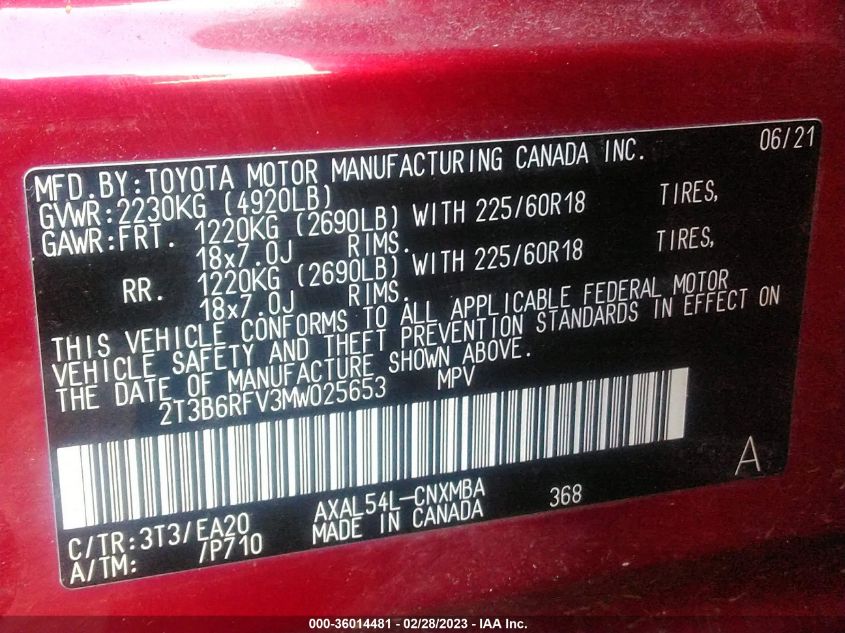 06/21
MFD.BY:TOYOTA MOTOR MANUFACTURING CANADA INC.
GVWR:2230KG (4920LB)
GAWR:FRT. 1220KG (2690LB) WITH 225/60R18 TIRES,
18x7.0J RIMS.
RR. 1220KG (2690LB) WITH 225/60R18 TIRES,
18x7.0J RIMS.
THIS VEHICLE CONFORMS TO ALL APPLICABLE FEDERAL MOTOR
VEHICLE SAFETY AND THEFT PREVENTION STANDARDS IN EFFECT ON
THE DATE OF MANUFACTURE SHOWN ABOVE.
2T3B6RFV3MW025653 MPV
A
AXAL54L-CNXMBA 368
C/TR:3T3/EA20 MADE IN CANADA
A/TM: /P710
000-36014481 - 02/28/2023 - IAA Inc.